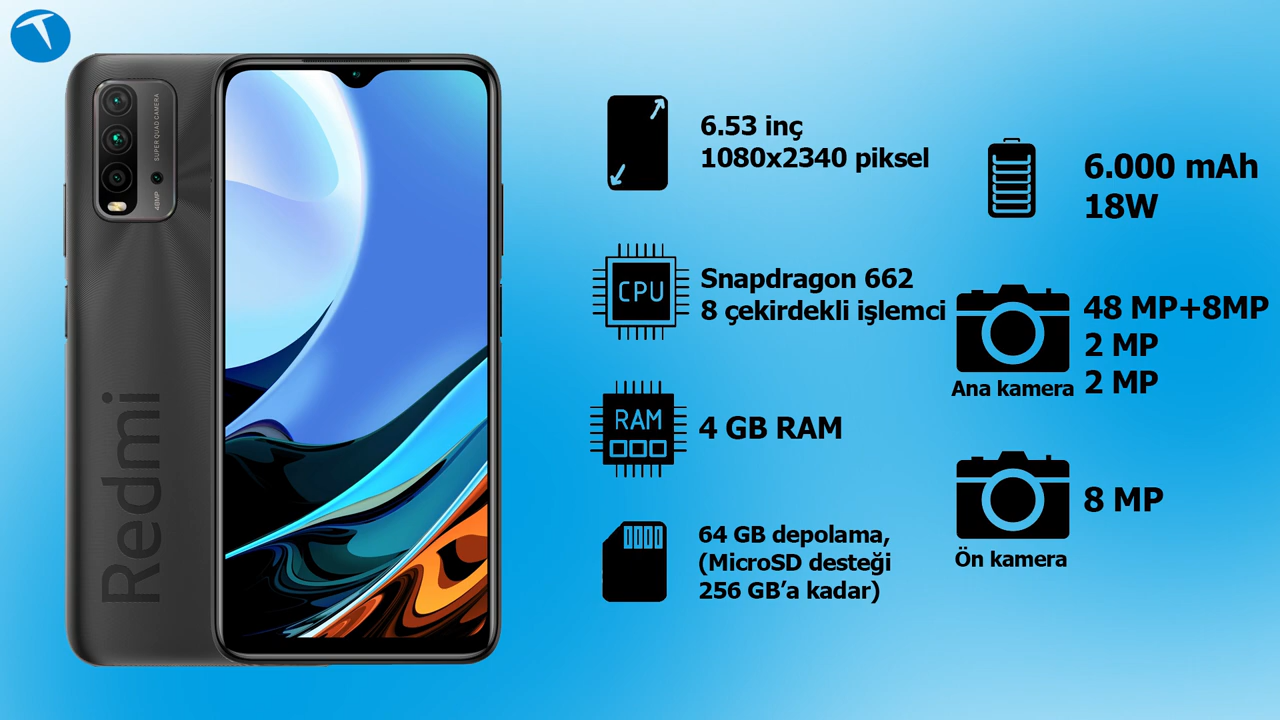 SUPER QUAD CAMERA
48MP
Redmi
6.53 inç
1080x2340 piksel
CPU
Snapdragon 662
8 çekirdekli işlemci
RAM
4 GB RAM
64 GB depolama,
(MicroSD desteği
256 GB’a kadar)
6.000 mAh
18W
48 MP+8MP
2 MP
2 MP
Ana kamera
8 MP
Ön kamera